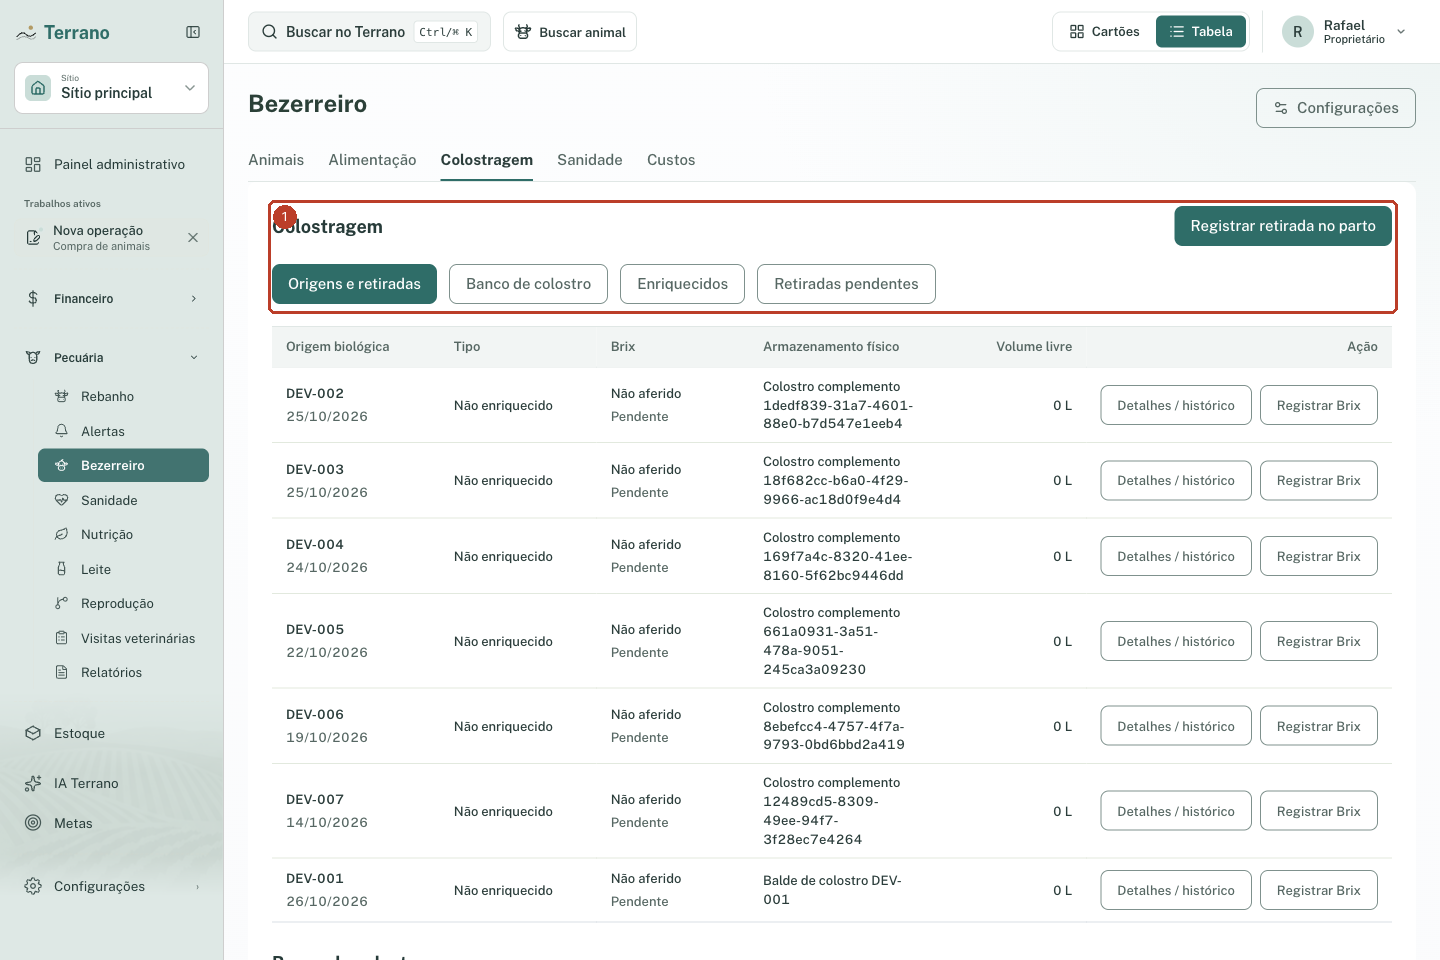 Terrano
Sítio
Sítio principal
Painel administrativo
Trabalhos ativos
Nova operação
Compra de animais
Financeiro
Pecuária
Rebanho
Alertas
Bezerreiro
Sanidade
Nutrição
Leite
Reprodução
Visitas veterinárias
Relatórios
Estoque
IA Terrano
Metas
Configurações
Buscar no Terrano Ctrl/⌘ K
Buscar animal
Cartões
Tabela
R
Rafael
Proprietário
Bezerreiro
Configurações
Animais Alimentação Colostragem Sanidade Custos
1
Colostragem
Registrar retirada no parto
Origens e retiradas Banco de colostro Enriquecidos Retiradas pendentes
Origem biológica Tipo Brix Armazenamento físico Volume livre Ação
DEV-002
25/10/2026
Não enriquecido
Não aferido
Pendente
Colostro complemento
1dedf839-31a7-4601-
88e0-b7d547e1eeb4
0 L
Detalhes / histórico
Registrar Brix
DEV-003
25/10/2026
Não enriquecido
Não aferido
Pendente
Colostro complemento
18f682cc-b6a0-4f29-
9966-ac18d0f9e4d4
0 L
Detalhes / histórico
Registrar Brix
DEV-004
24/10/2026
Não enriquecido
Não aferido
Pendente
Colostro complemento
169f7a4c-8320-41ee-
8160-5f62bc9446dd
0 L
Detalhes / histórico
Registrar Brix
DEV-005
22/10/2026
Não enriquecido
Não aferido
Pendente
Colostro complemento
661a0931-3a51-
478a-9051-
245ca3a09230
0 L
Detalhes / histórico
Registrar Brix
DEV-006
19/10/2026
Não enriquecido
Não aferido
Pendente
Colostro complemento
8ebefcc4-4757-4f7a-
9793-0bd6bbd2a419
0 L
Detalhes / histórico
Registrar Brix
DEV-007
14/10/2026
Não enriquecido
Não aferido
Pendente
Colostro complemento
12489cd5-8309-
49ee-94f7-
3f28ec7e4264
0 L
Detalhes / histórico
Registrar Brix
DEV-001
26/10/2026
Não enriquecido
Não aferido
Pendente
Balde de colostro DEV-
001
0 L
Detalhes / histórico
Registrar Brix